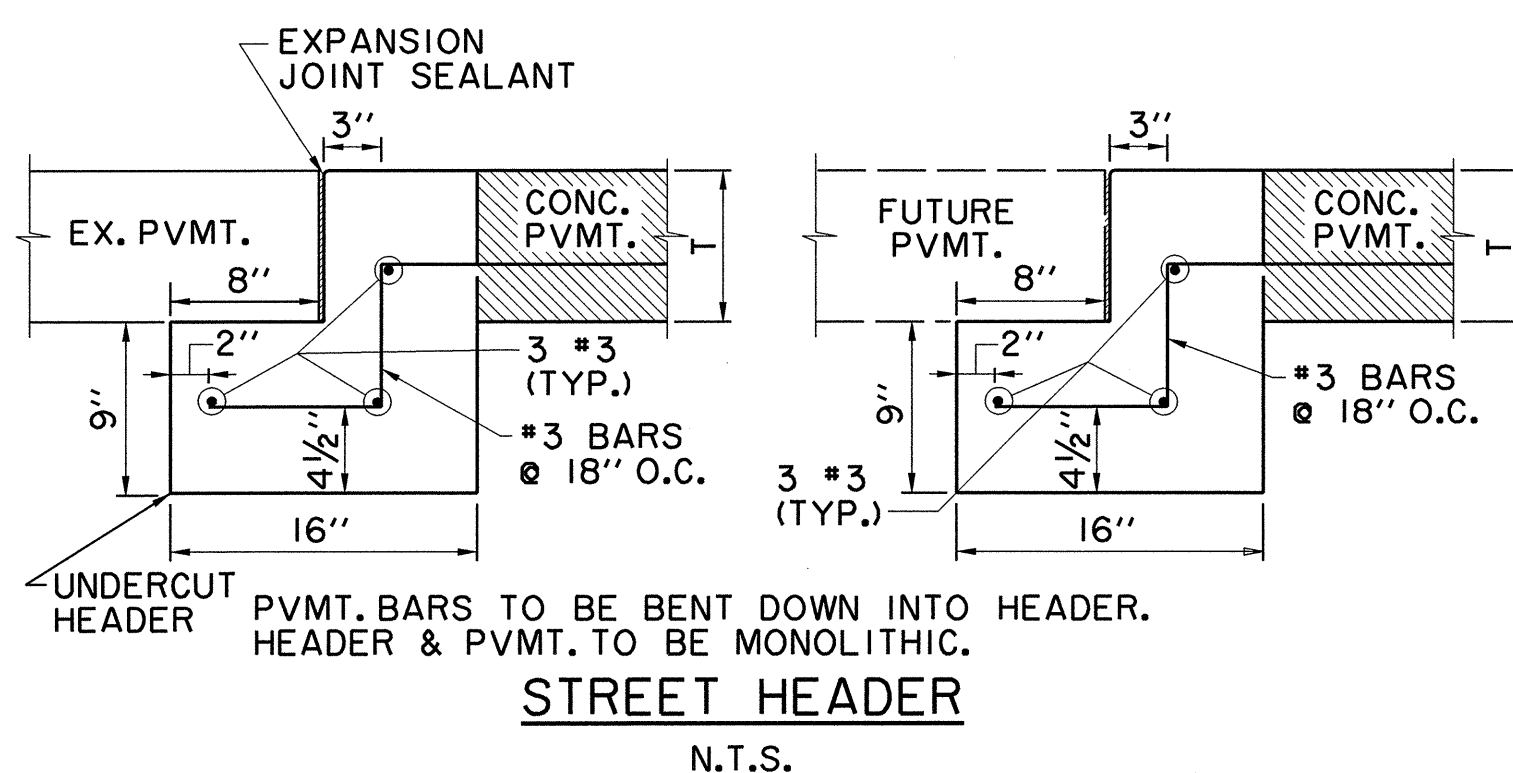 EXPANSION
JOINT SEALANT
3"
EX. PVMT.
CONC.
PVMT.
T
8"
2"
9"
4½"
3 #3
(TYP.)
#3 BARS
@ 18" O.C.
16"
UNDERCUT
HEADER
3"
FUTURE
PVMT.
CONC.
PVMT.
T
8"
2"
9"
4½"
#3 BARS
@ 18" O.C.
3 #3
(TYP.)
16"
PVMT. BARS TO BE BENT DOWN INTO HEADER.
HEADER & PVMT. TO BE MONOLITHIC.
STREET HEADER
N.T.S.